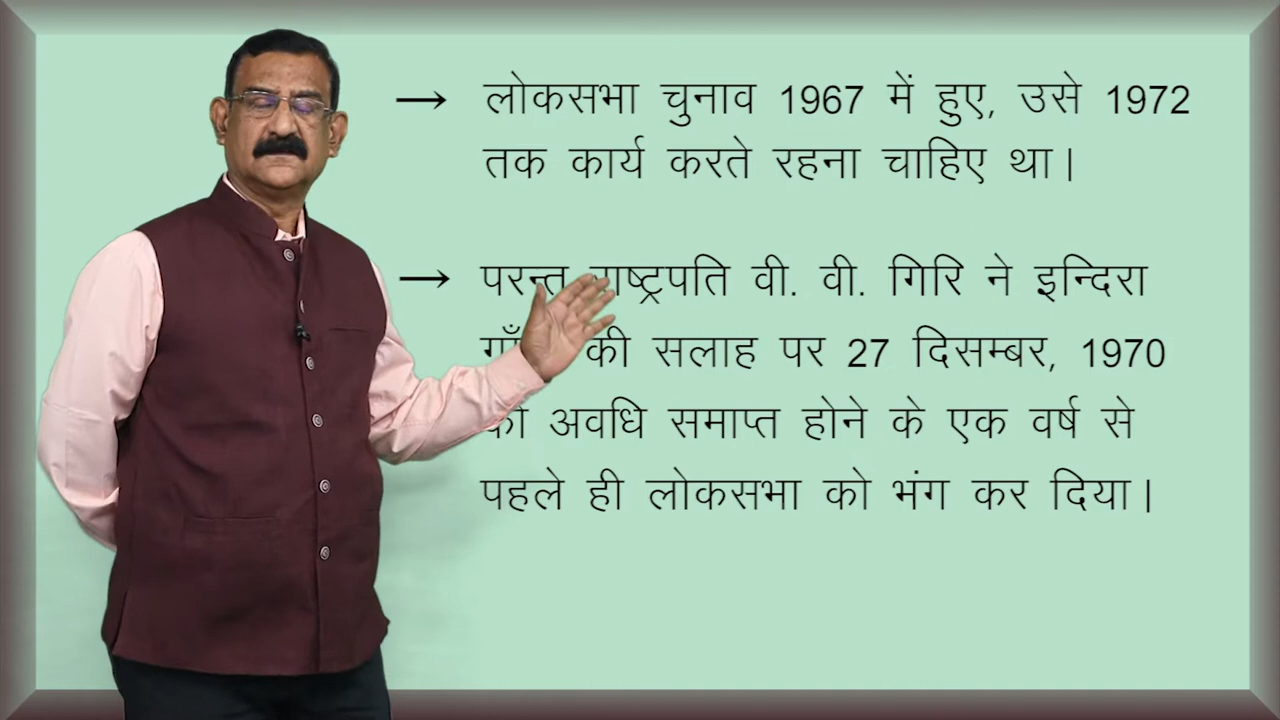 → लोकसभा चुनाव 1967 में हुए, उसे 1972
तक कार्य करते रहना चाहिए था।
→ राष्ट्रपति वी. वी. गिरि ने इन्दिरा
की सलाह पर 27 दिसम्बर, 1970
अवधि समाप्त होने के एक वर्ष से
पहले ही लोकसभा को भंग कर दिया।